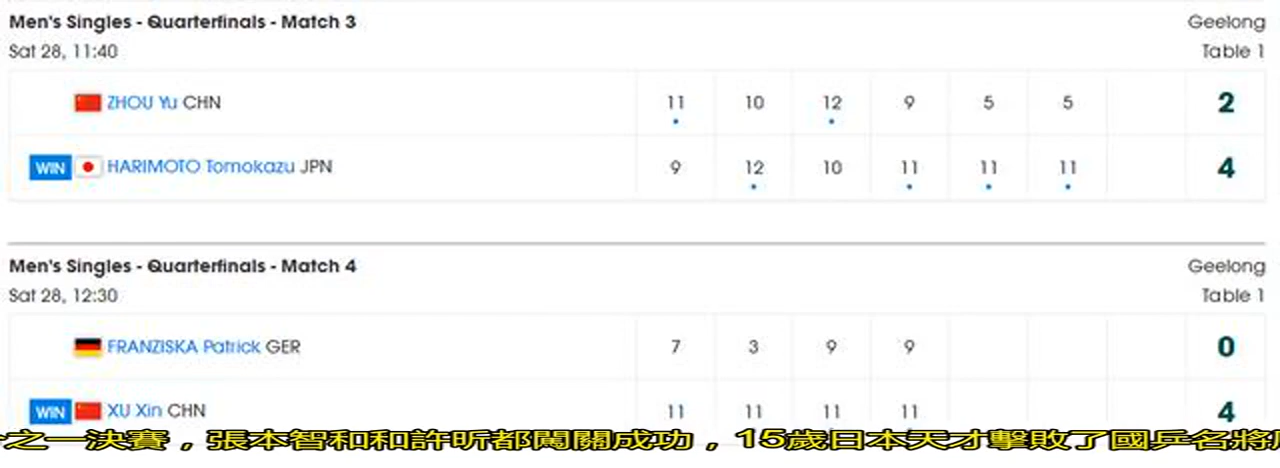 Men's Singles - Quarterfinals - Match 3 Geelong
Sat 28, 11:40 Table 1
ZHOU Yu CHN 11 10 12 9 5 5 2
WIN HARIMOTO Tomokazu JPN 9 12 10 11 11 11 4
Men's Singles - Quarterfinals - Match 4 Geelong
Sat 28, 12:30 Table 1
FRANZISKA Patrick GER 7 3 9 9 0
WIN XU Xin CHN 11 11 11 11 4
之一決賽，張本智和和許昕都闖關成功，15歲日本天才擊敗了國乒名將